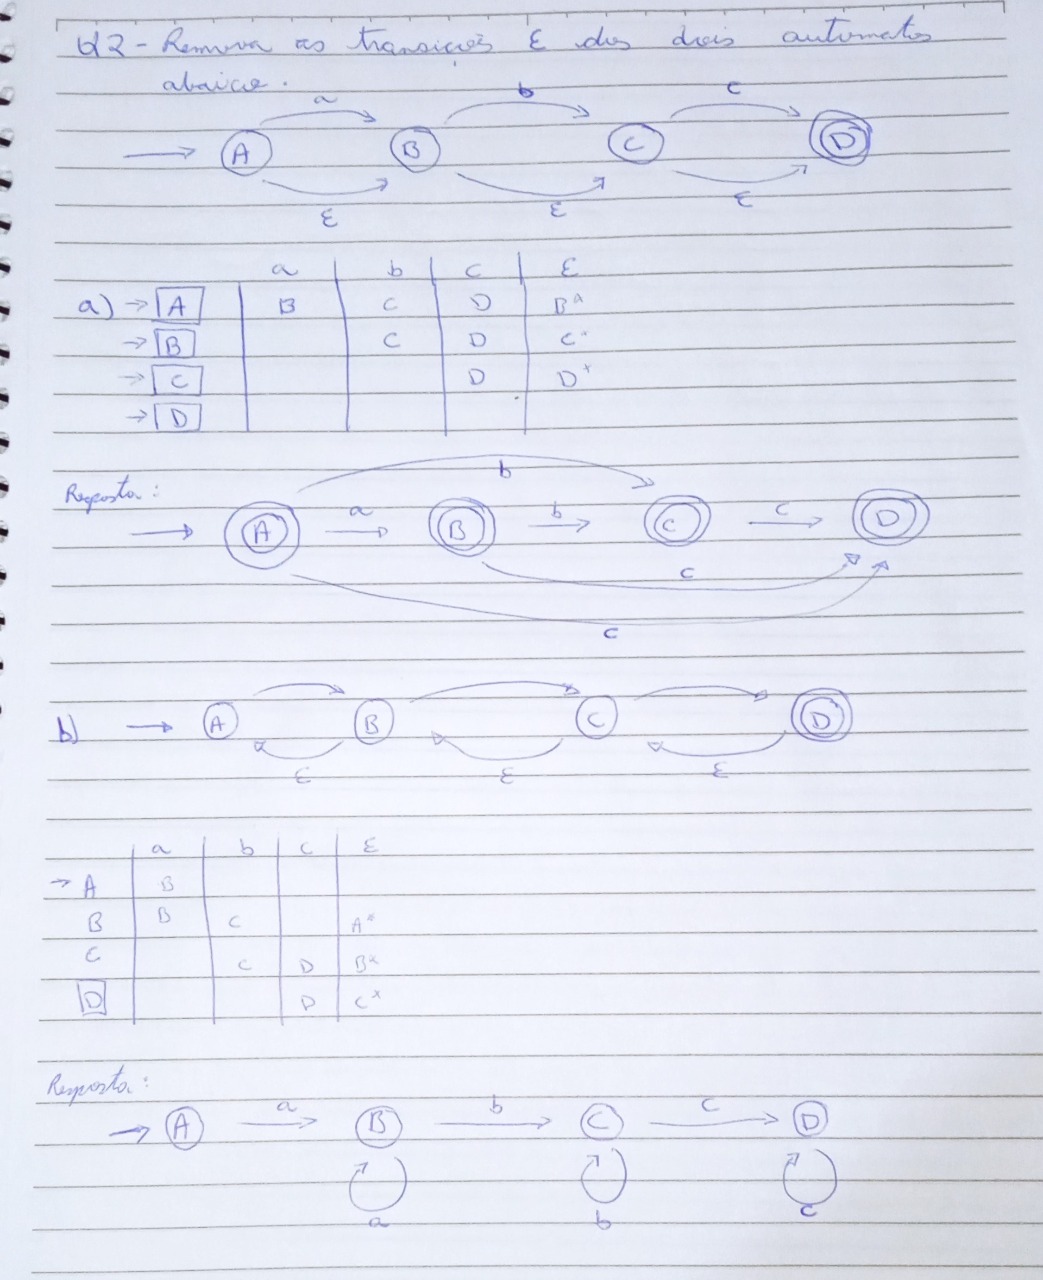 Q2 - Remova as transições ε dos dois automatos
abaixo.
a b c
→ A B C D
ε ε ε
a b c ε
a) → A B C D B*
→ B C D C*
→ C D D*
→ D
Resposta:
b
→ A a → B b → C c → D
c
c
b) → A B C D
ε ε ε
a b c ε
→ A B
B B C A*
C C D B*
D D C*
Resposta:
→ A a → B b → C c → D
a b c